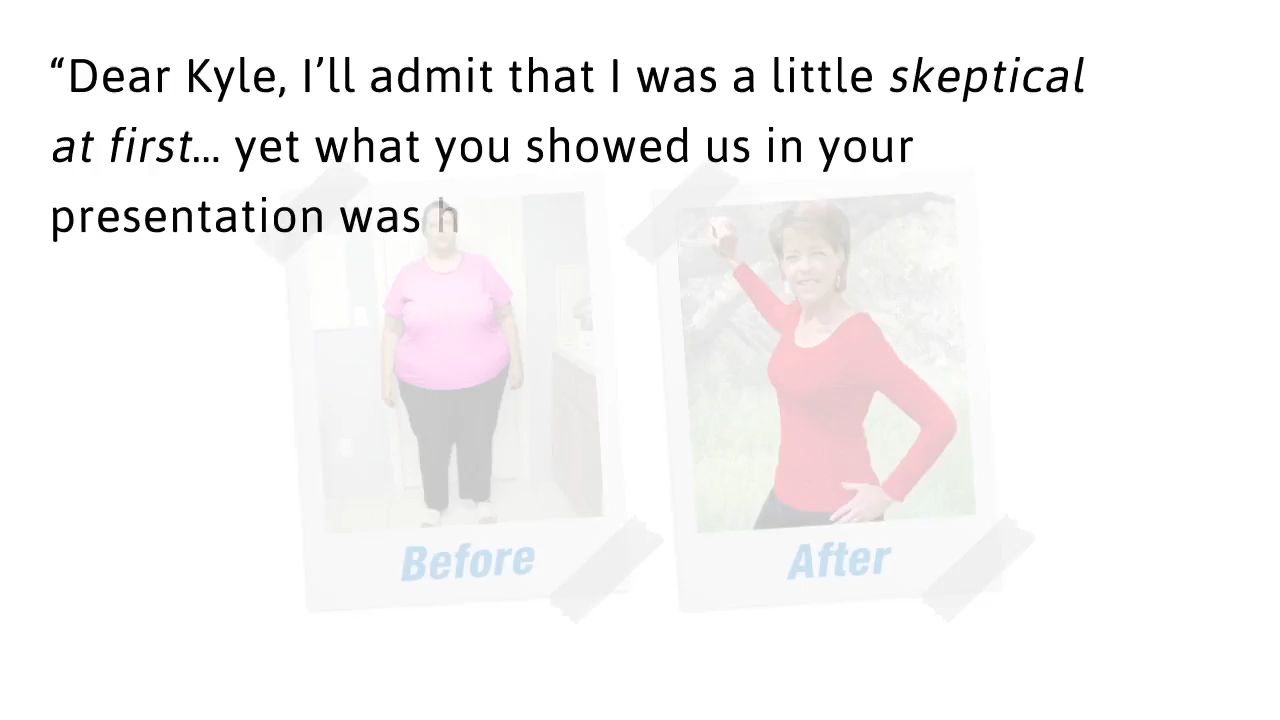 “Dear Kyle, I’ll admit that I was a little skeptical
at first... yet what you showed us in your
presentation was h
Before
After